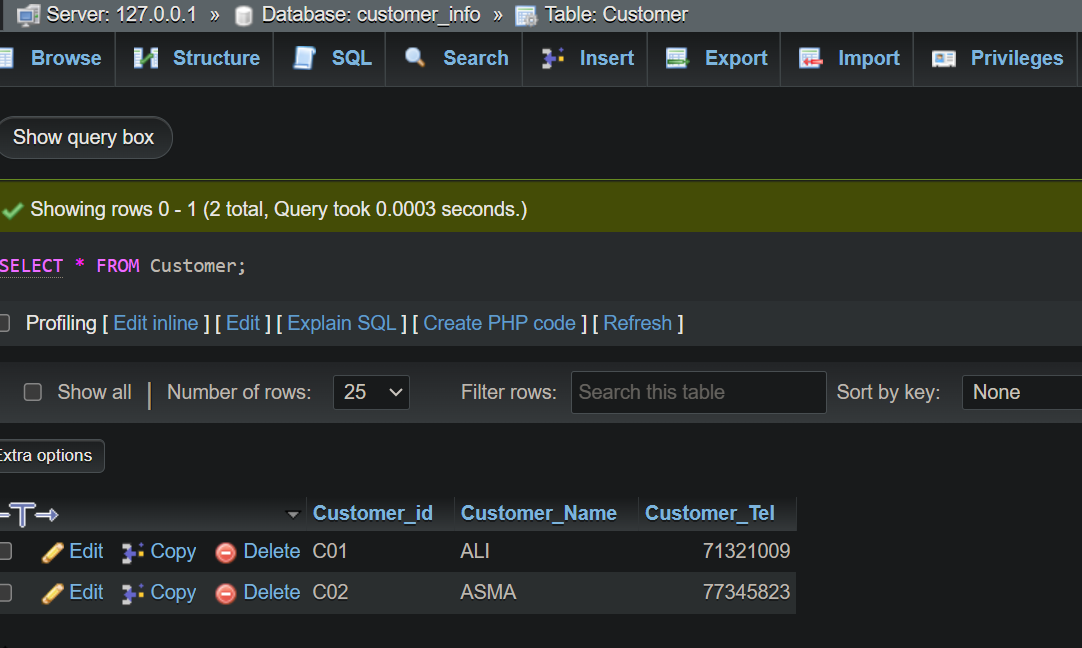 Server: 127.0.0.1 » Database: customer_info » Table: Customer
Browse Structure SQL Search Insert Export Import Privileges
Show query box
Showing rows 0 - 1 (2 total, Query took 0.0003 seconds.)
SELECT * FROM Customer;
Profiling [ Edit inline ] [ Edit ] [ Explain SQL ] [ Create PHP code ] [ Refresh ]
Show all | Number of rows: 25 Filter rows: Search this table Sort by key: None
Extra options
Customer_id Customer_Name Customer_Tel
Edit Copy Delete C01 ALI 71321009
Edit Copy Delete C02 ASMA 77345823